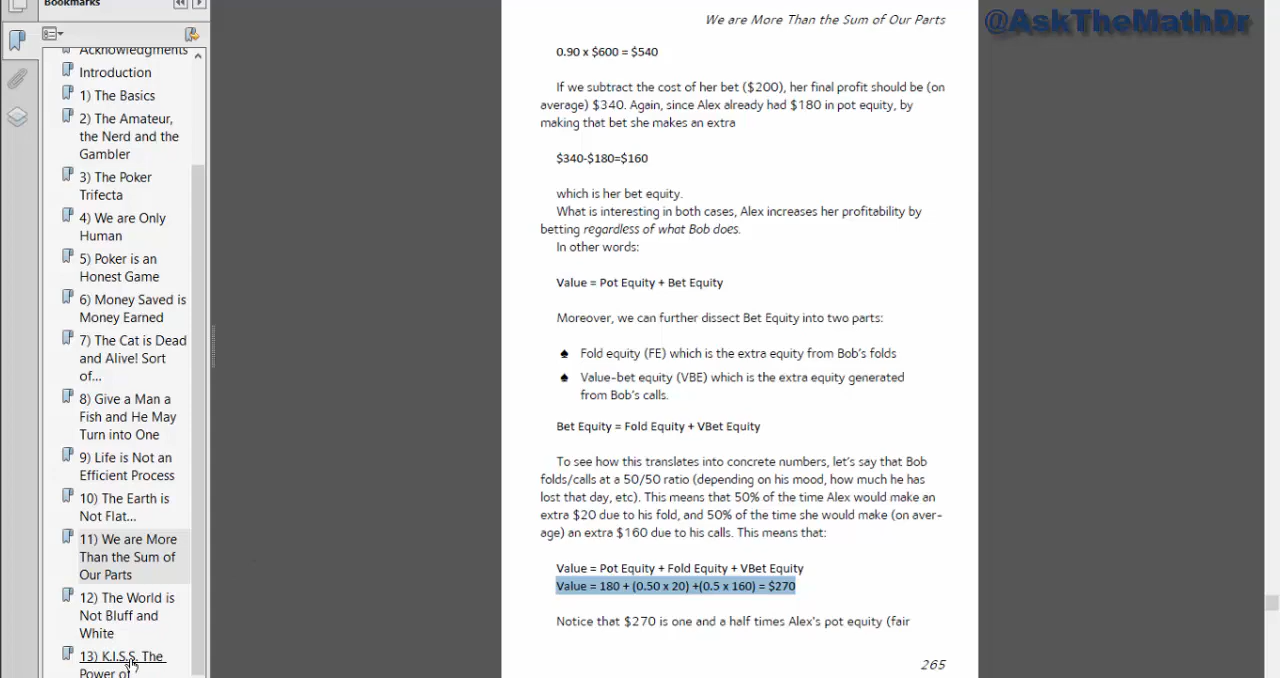 Bookmarks
Acknowledgments
Introduction
1) The Basics
2) The Amateur,
the Nerd and the
Gambler
3) The Poker
Trifecta
4) We are Only
Human
5) Poker is an
Honest Game
6) Money Saved is
Money Earned
7) The Cat is Dead
and Alive! Sort
of...
8) Give a Man a
Fish and He May
Turn into One
9) Life is Not an
Efficient Process
10) The Earth is
Not Flat...
11) We are More
Than the Sum of
Our Parts
12) The World is
Not Bluff and
White
13) K.I.S.S. The
Power of
We are More Than the Sum of Our Parts
0.90 x $600 = $540
If we subtract the cost of her bet ($200), her final profit should be (on
average) $340. Again, since Alex already had $180 in pot equity, by
making that bet she makes an extra
$340-$180=$160
which is her bet equity.
What is interesting in both cases, Alex increases her profitability by
betting regardless of what Bob does.
In other words:
Value = Pot Equity + Bet Equity
Moreover, we can further dissect Bet Equity into two parts:
♠ Fold equity (FE) which is the extra equity from Bob's folds
♠ Value-bet equity (VBE) which is the extra equity generated
from Bob's calls.
Bet Equity = Fold Equity + VBet Equity
To see how this translates into concrete numbers, let's say that Bob
folds/calls at a 50/50 ratio (depending on his mood, how much he has
lost that day, etc). This means that 50% of the time Alex would make an
extra $20 due to his fold, and 50% of the time she would make (on aver-
age) an extra $160 due to his calls. This means that:
Value = Pot Equity + Fold Equity + VBet Equity
Value = 180 + (0.50 x 20) +(0.5 x 160) = $270
Notice that $270 is one and a half times Alex's pot equity (fair
265
@AskTheMathDr